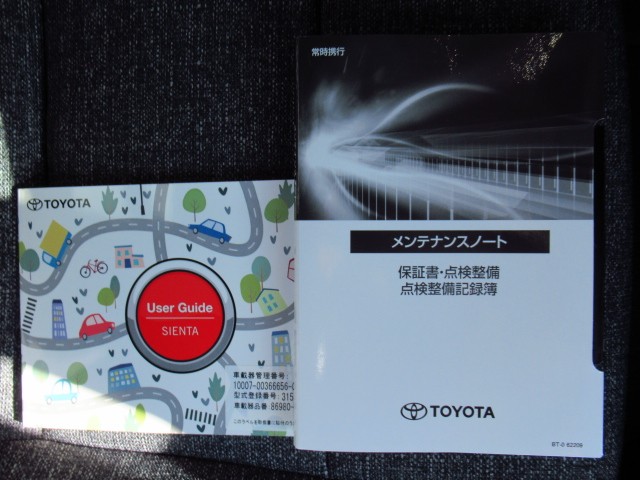 TOYOTA
User Guide
SIENTA
車載器管理番号:
10007-00366656-0
型式登録番号: 315
車載器品番: 86980-
常時携行
メンテナンスノート
保証書・点検整備
点検整備記録簿
TOYOTA